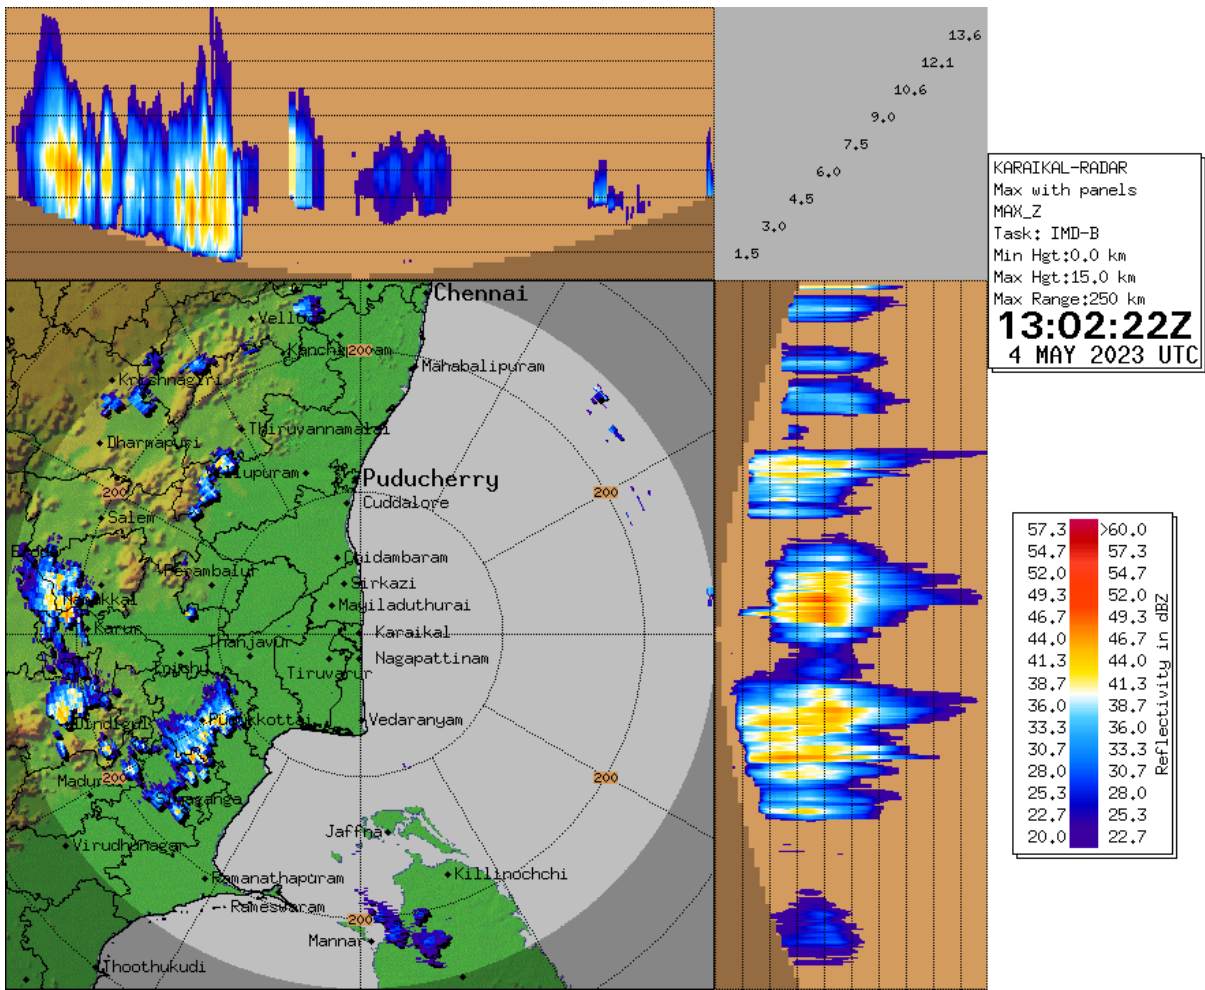 13.6
12.1
10.6
9.0
7.5
6.0
4.5
3.0
1.5
KARAIKAL-RADAR
Max with panels
MAX_Z
Task: IMD-B
Min Hgt:0.0 km
Max Hgt:15.0 km
Max Range:250 km
13:02:22Z
4 MAY 2023 UTC
Chennai
200
Mahabalipuram
Krishnagiri
Thiruvannamalai
Dharmapuri
Puducherry
200
200
Cuddalore
Salem
Chidambaram
Perambalur
Sirkazi
Namakkal
Mayiladuthurai
Karur
Karaikal
Thanjavur
Nagapattinam
Tiruvarur
Pudukkottai
Vedaranyam
Dindigul
200
200
Sivaganga
Jaffna
Virudhunagar
Killinochchi
Ramanathapuram
Rameswaram
200
Mannar
Thoothukudi
57.3 >60.0
54.7 57.3
52.0 54.7
49.3 52.0
46.7 49.3
44.0 46.7
41.3 44.0
38.7 41.3
36.0 38.7
33.3 36.0
30.7 33.3
28.0 30.7
25.3 28.0
22.7 25.3
20.0 22.7
Reflectivity in dBZ